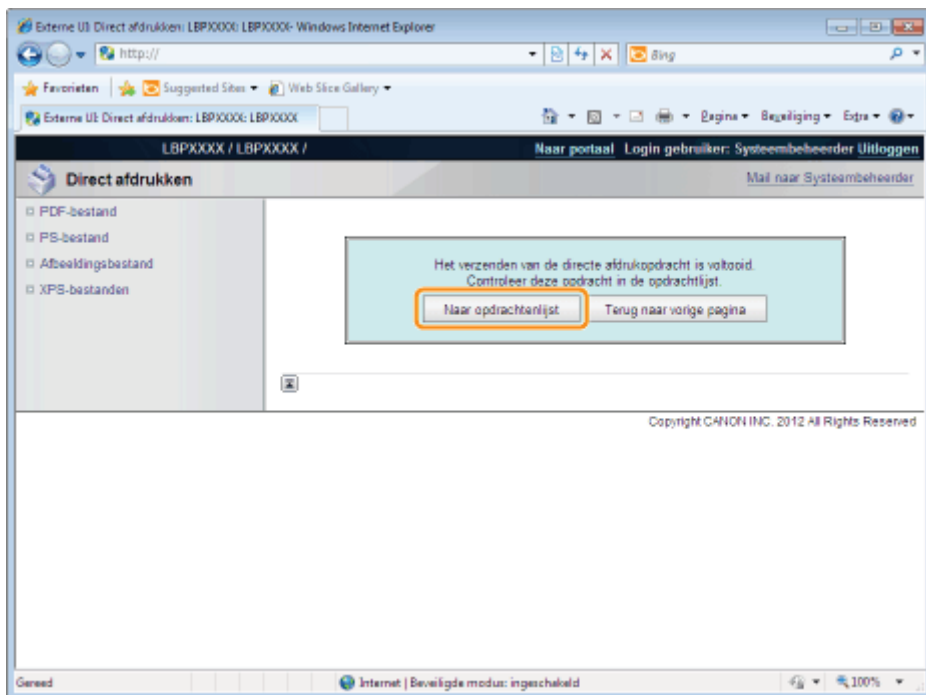 Externe UI: Direct afdrukken: LBPXXXX: LBPXXXX - Windows Internet Explorer
http://
Bing
Favorieten Suggested Sites Web Slice Gallery
Externe UI: Direct afdrukken: LBPXXXX: LBPXXXX
Pagina Beveiliging Extra
LBPXXXX / LBPXXXX / Naar portaal Login gebruiker: Systeembeheerder Uitloggen
Direct afdrukken Mail naar Systeembeheerder
PDF-bestand
PS-bestand
Afbeeldingsbestand
XPS-bestanden
Het verzenden van de directe afdrukopdracht is voltooid.
Controleer deze opdracht in de opdrachtlijst.
Naar opdrachtenlijst Terug naar vorige pagina
Copyright CANON INC. 2012 All Rights Reserved
Gereed Internet | Beveiligde modus: ingeschakeld 100%